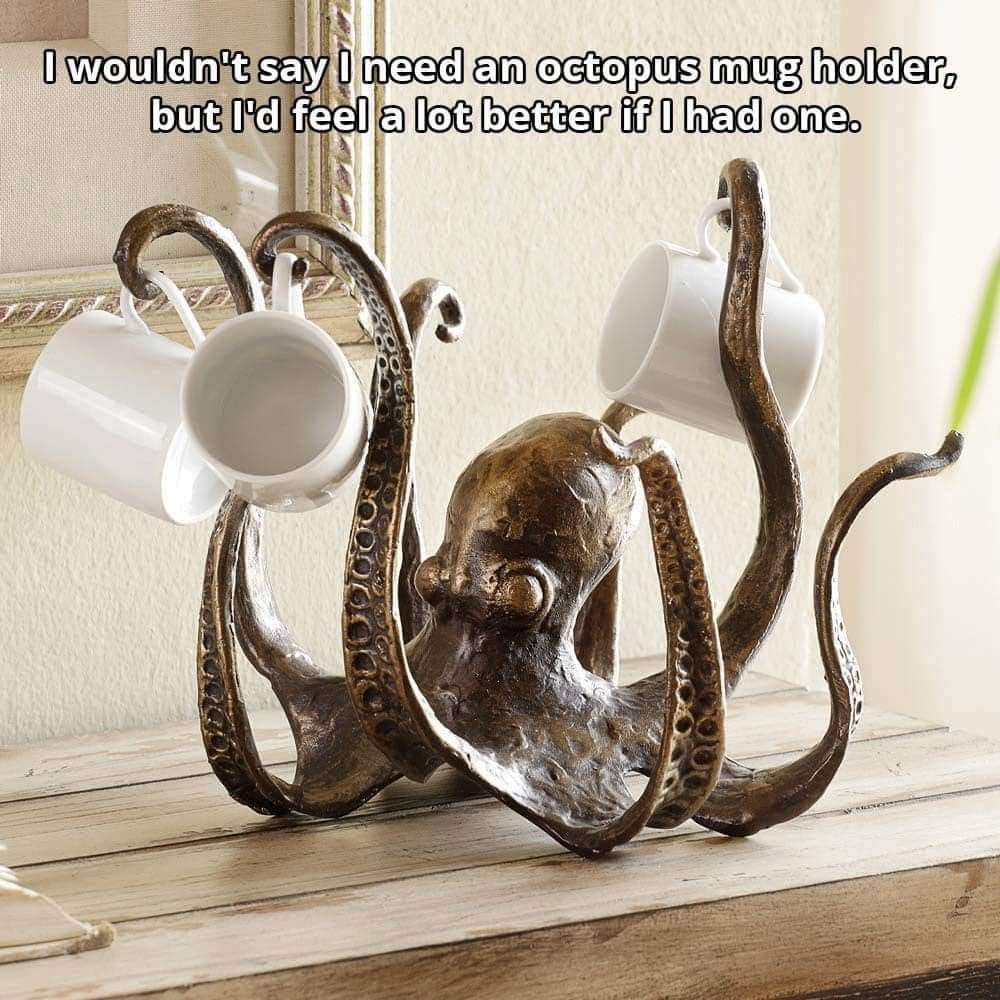 I wouldn't say I need an octopus mug holder,
but I'd feel a lot better if I had one.